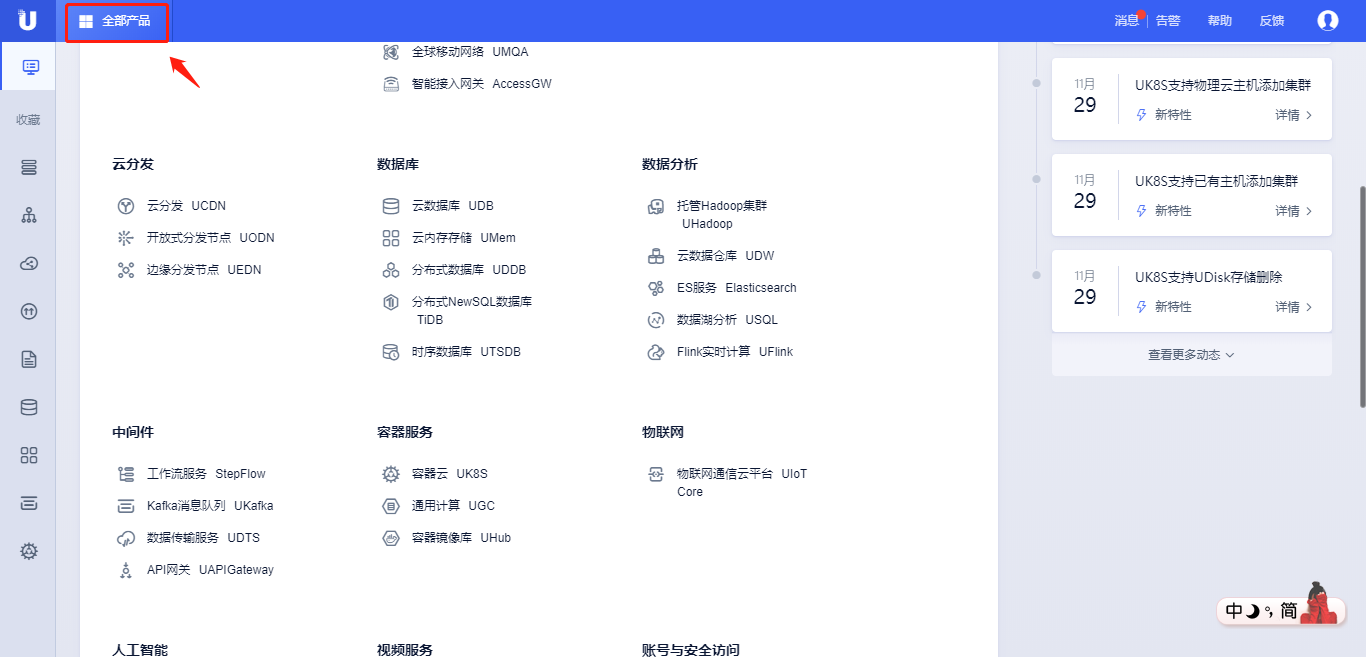 全部产品
消息
告警
帮助
反馈
收藏
全球移动网络 UMQA
智能接入网关 AccessGW
云分发
云分发 UCDN
开放式分发节点 UODN
边缘分发节点 UEDN
数据库
云数据库 UDB
云内存存储 UMem
分布式数据库 UDDB
分布式NewSQL数据库
TiDB
时序数据库 UTSDB
数据分析
托管Hadoop集群
UHadoop
云数据仓库 UDW
ES服务 Elasticsearch
数据湖分析 USQL
Flink实时计算 UFlink
中间件
工作流服务 StepFlow
Kafka消息队列 UKafka
数据传输服务 UDTS
API网关 UAPIGateway
容器服务
容器云 UK8S
通用计算 UGC
容器镜像库 UHub
物联网
物联网通信云平台 UIoT
Core
人工智能
视频服务
账号与安全访问
11月
29
UK8S支持物理云主机添加集群
新特性
详情
11月
29
UK8S支持已有主机添加集群
新特性
详情
11月
29
UK8S支持UDisk存储删除
新特性
详情
查看更多动态
中 简